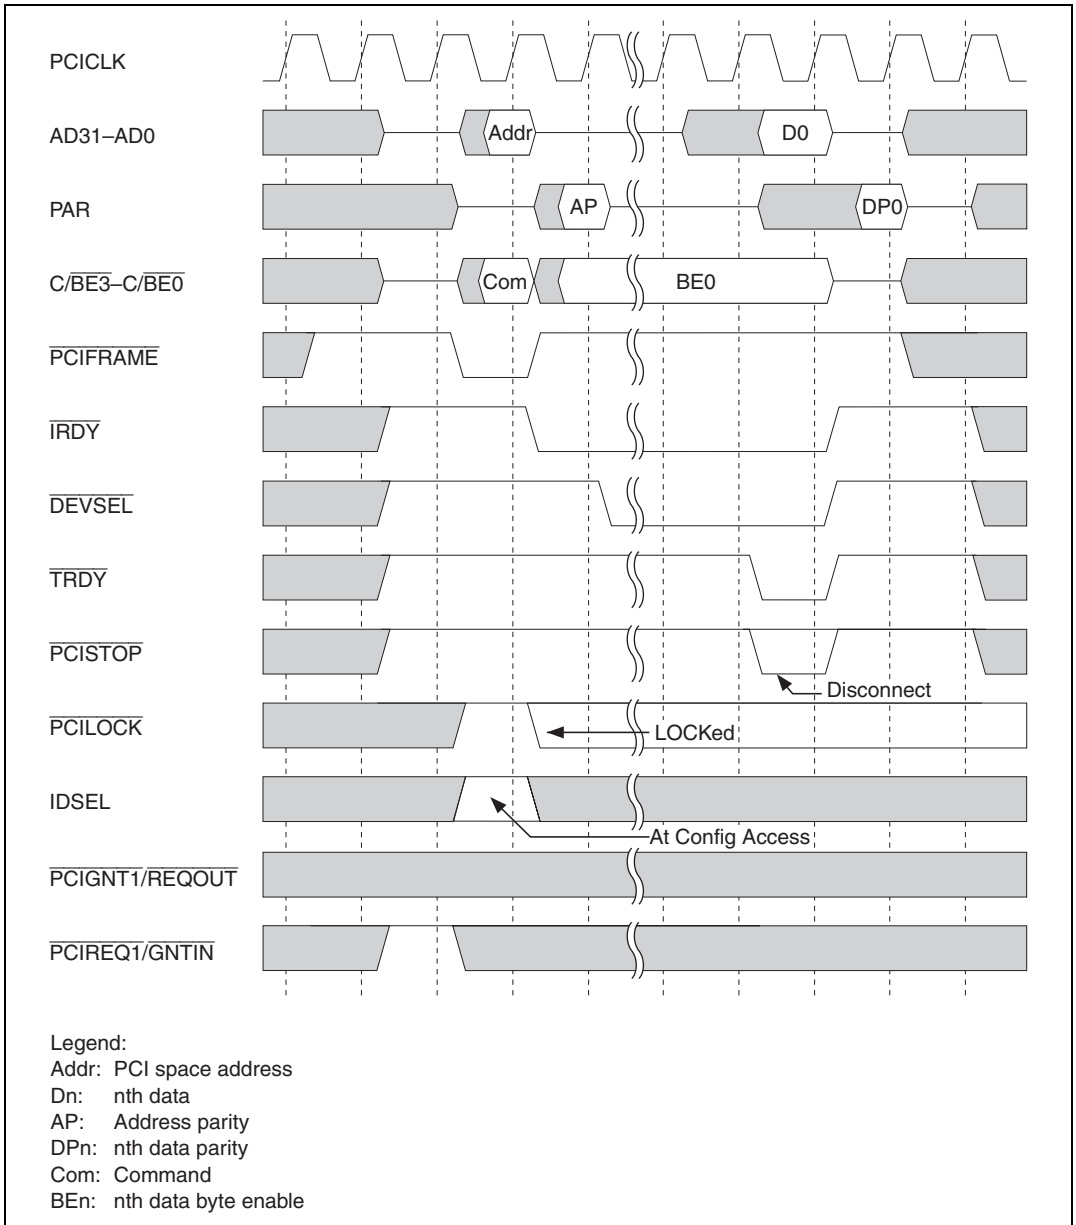 PCICLK
AD31–AD0 Addr D0
PAR AP DP0
C/BE3–C/BE0 Com BE0
PCIFRAME
IRDY
DEVSEL
TRDY
PCISTOP
Disconnect
PCILOCK LOCKed
IDSEL
At Config Access
PCIGNT1/REQOUT
PCIREQ1/GNTIN
Legend:
Addr: PCI space address
Dn: nth data
AP: Address parity
DPn: nth data parity
Com: Command
BEn: nth data byte enable